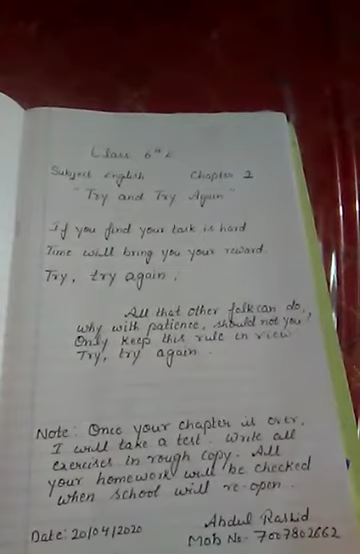 Class 6th E
Subject English Chapter 2
"Try and Try Again"
If you find your task is hard
Time will bring you your reward.
Try, try again.
All that other folk can do,
why with patience, should not you!
Only keep this rule in view
Try, try again.
Note: Once your chapter is over,
I will take a test. Write all
exercises in rough copy. All
your homework will be checked
when school will re-open.
Date: 20/04/2020
Abdul Rashid
Mob No- 7007802662